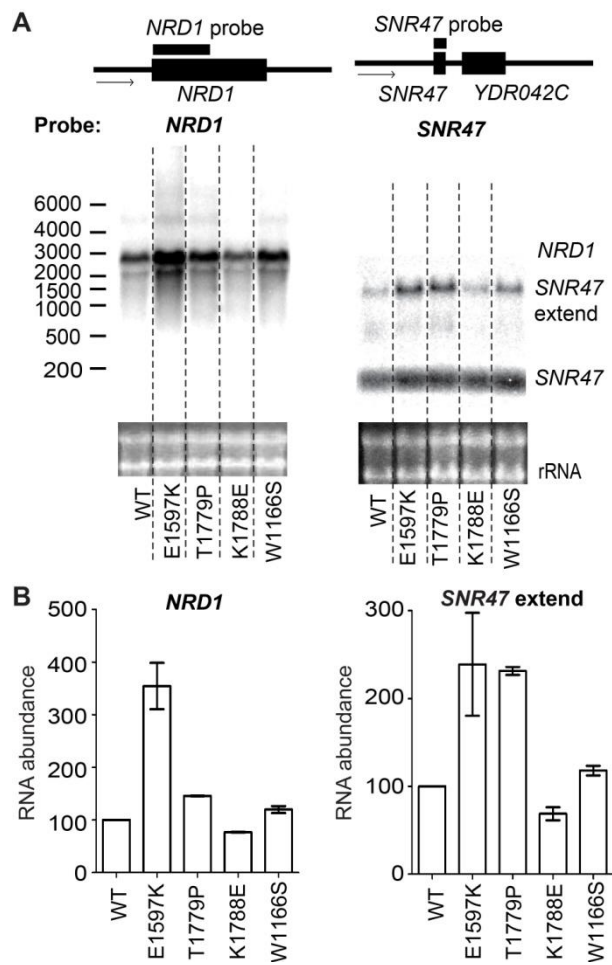 A
NRD1 probe
NRD1
SNR47 probe
SNR47 YDR042C
Probe: NRD1
SNR47
6000
3000
2000
1500
1000
500
200
NRD1
SNR47
extend
SNR47
rRNA
WT
E1597K
T1779P
K1788E
W1166S
WT
E1597K
T1779P
K1788E
W1166S
B
NRD1
RNA abundance
500
400
300
200
100
0
WT
E1597K
T1779P
K1788E
W1166S
SNR47 extend
RNA abundance
300
200
100
0
WT
E1597K
T1779P
K1788E
W1166S